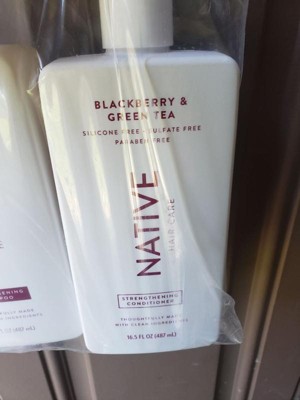 BLACKBERRY &
GREEN TEA
SILICONE FREE • SULFATE FREE
PARABEN FREE
NATIVE
HAIR CARE
STRENGTHENING
CONDITIONER
THOUGHTFULLY MADE
WITH CLEAN INGREDIENTS
16.5 FL OZ (487 mL)